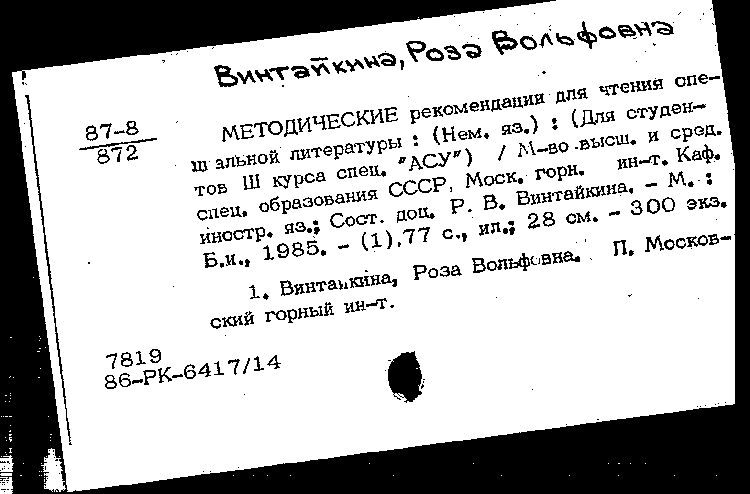 Винтайкина, Роза Вольфовна
87-8
872
МЕТОДИЧЕСКИЕ рекомендации для чтения спе-
ш альной литературы : (Нем. яз.) : (Для студен-
тов Ш курса спец. "АСУ") / М-во высш. и сред.
спец. образования СССР, Моск. горн. ин-т. Каф.
иностр. яз.; Сост. доц. Р. В. Винтайкина. - М. :
Б.и., 1985. - (1),77 с., ил.; 28 см. - 300 экз.
1. Винтайкина, Роза Вольфовна. П. Москов-
ский горный ин-т.
7819
86-РК-6417/14